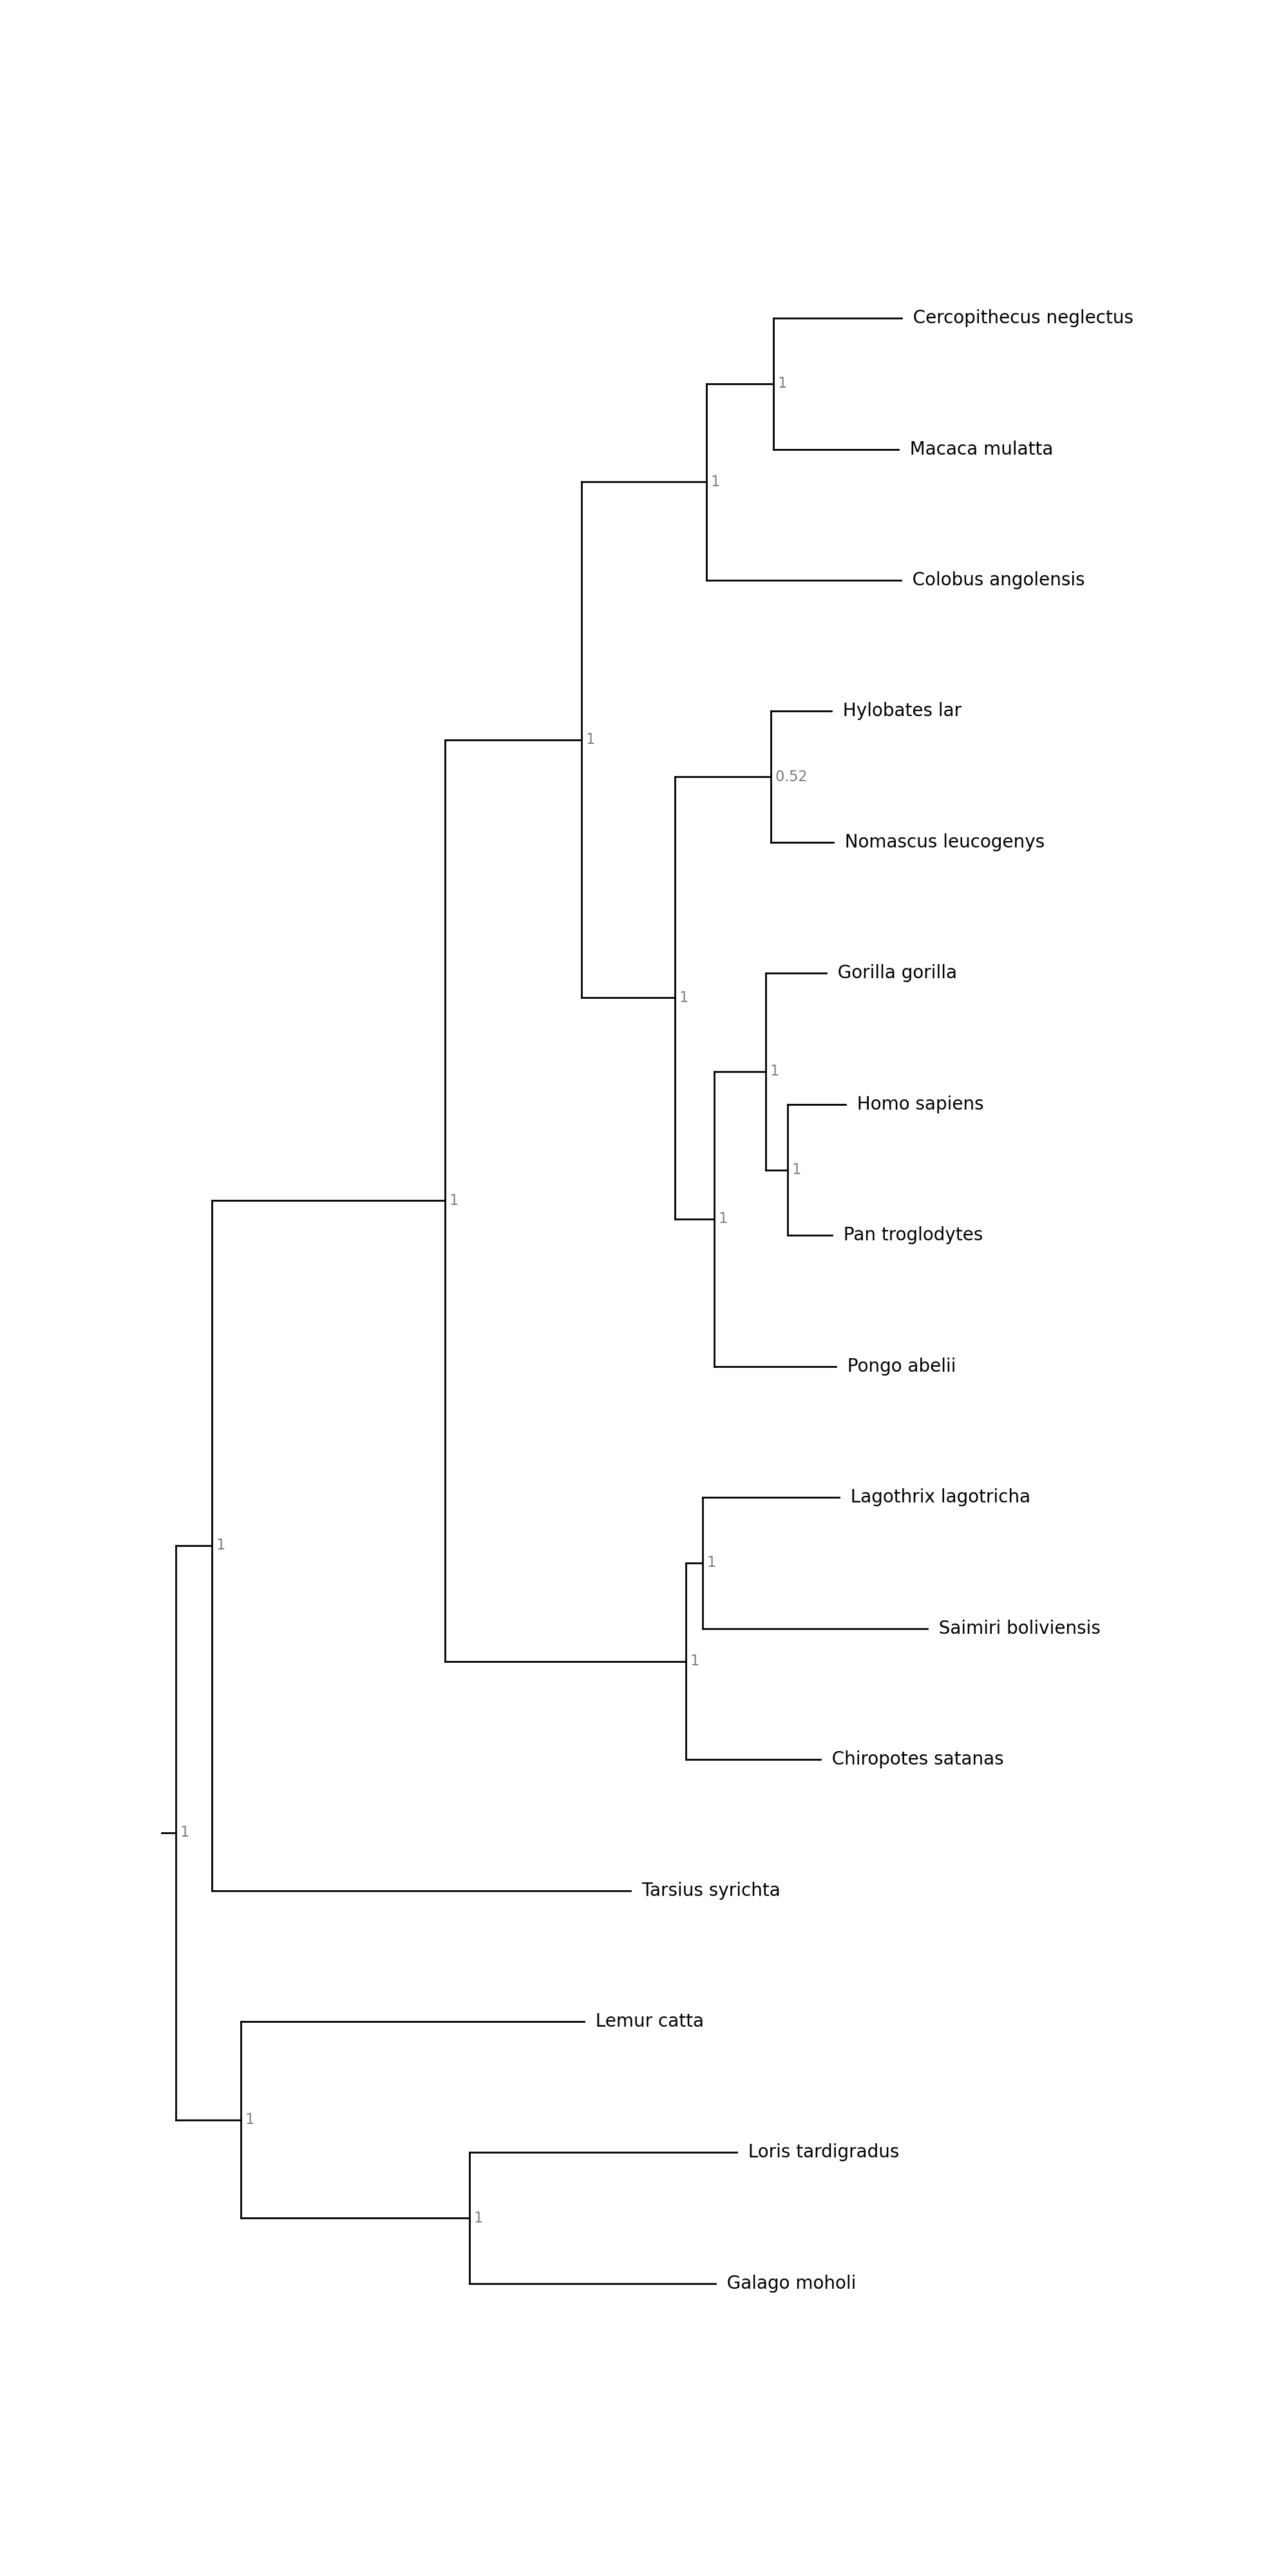 Cercopithecus neglectus
1
Macaca mulatta
1
Colobus angolensis
Hylobates lar
1
0.52
Nomascus leucogenys
Gorilla gorilla
1
1
Homo sapiens
1
1
1
Pan troglodytes
Pongo abelii
Lagothrix lagotricha
1
1
Saimiri boliviensis
1
Chiropotes satanas
1
Tarsius syrichta
Lemur catta
1
Loris tardigradus
1
Galago moholi